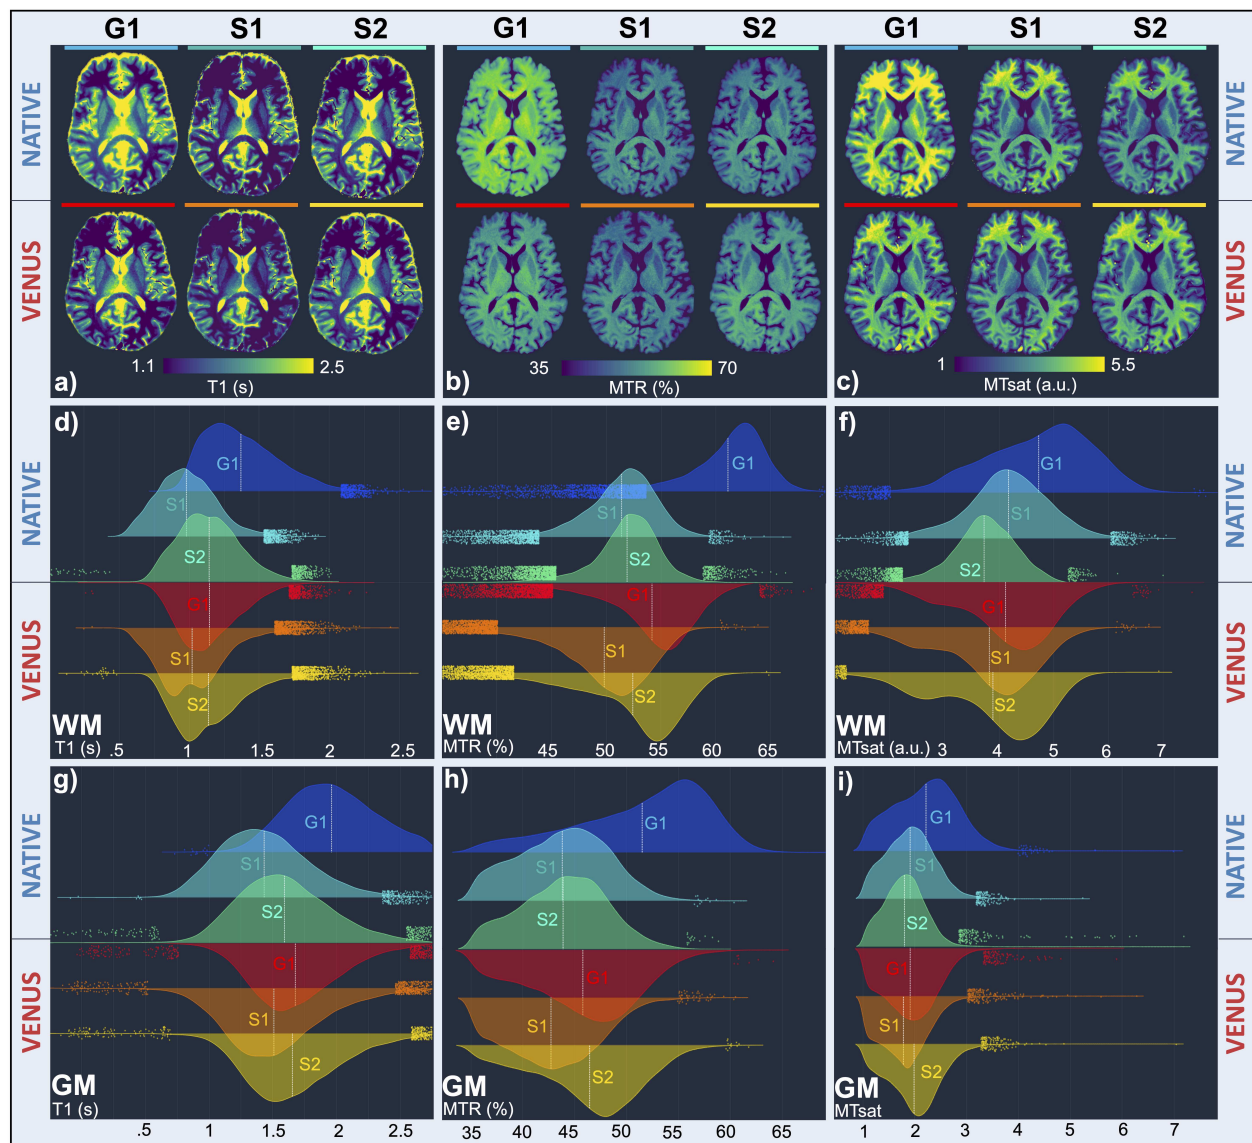 G1 S1 S2 G1 S1 S2 G1 S1 S2
NATIVE
NATIVE
VENUS
VENUS
1.1 2.5
T1 (s)
a)
35 70
MTR (%)
b)
1 5.5
MTsat (a.u.)
c)
d)
NATIVE
G1
S1
S2
VENUS
G1
S1
S2
WM
T1 (s) .5 1 1.5 2 2.5
e)
G1
S1
S2
G1
S1
S2
WM
MTR (%) 45 50 55 60 65
f)
NATIVE
G1
S1
S2
VENUS
G1
S1
S2
WM
MTsat (a.u.) 3 4 5 6 7
g)
NATIVE
G1
S1
S2
VENUS
G1
S1
S2
GM
T1 (s)
.5 1 1.5 2 2.5
h)
G1
S1
S2
G1
S1
S2
GM
MTR (%)
35 40 45 50 55 60 65
i)
NATIVE
G1
S1
S2
VENUS
G1
S1
S2
GM
MTsat
1 2 3 4 5 6 7